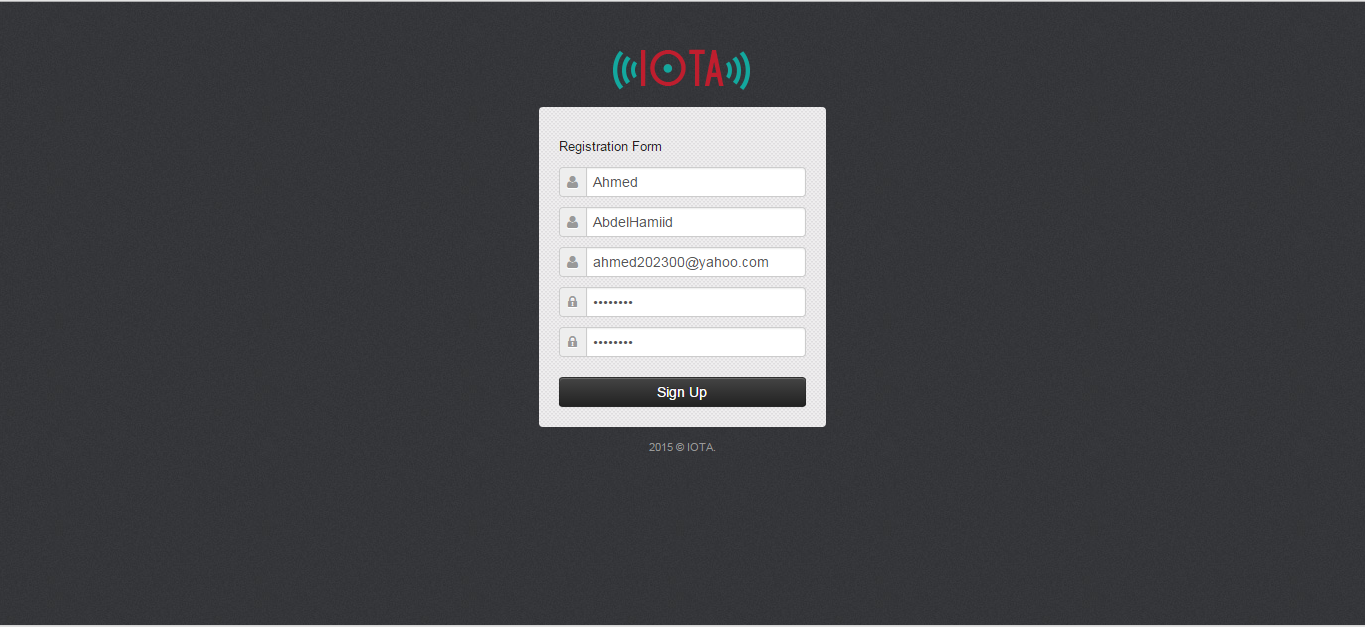 IOTA
Registration Form
Ahmed
AbdelHamiid
ahmed202300@yahoo.com
••••••••
••••••••
Sign Up
2015 © IOTA.